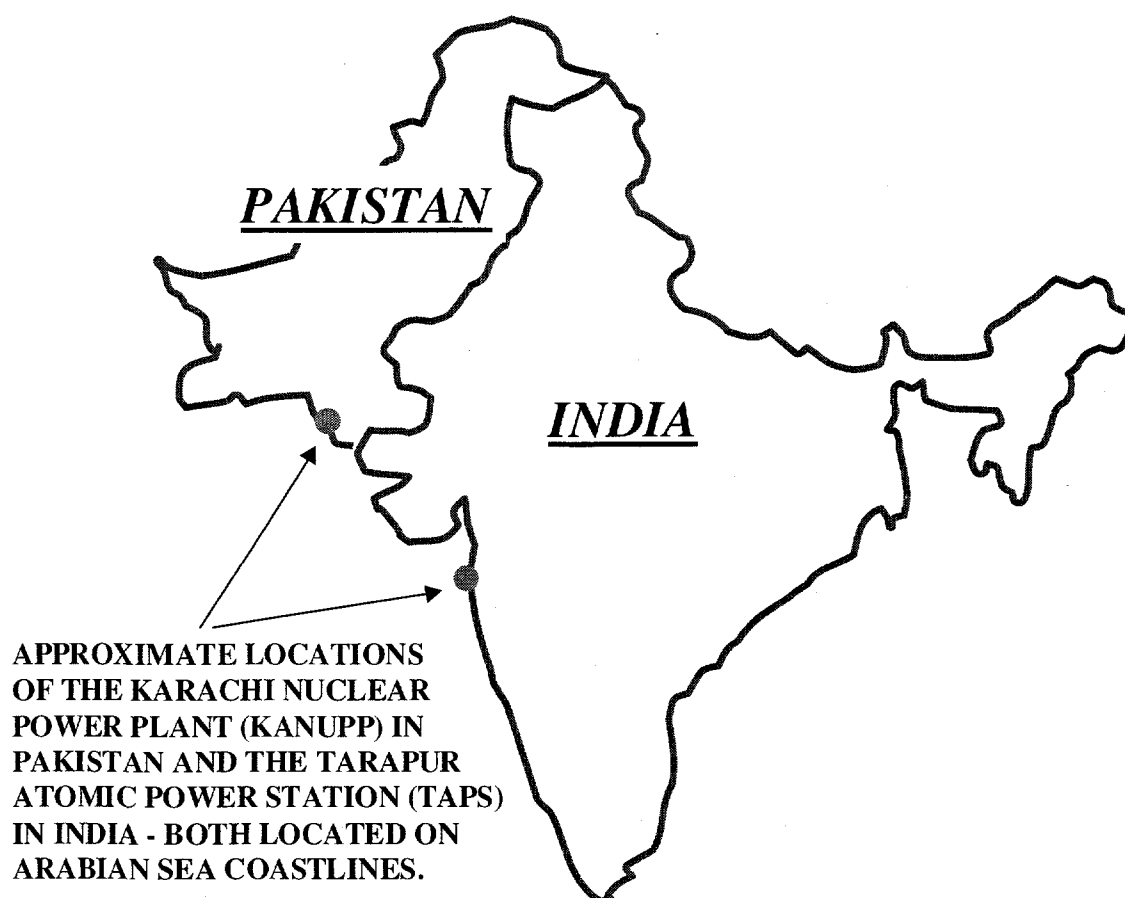 PAKISTAN
INDIA
APPROXIMATE LOCATIONS
OF THE KARACHI NUCLEAR
POWER PLANT (KANUPP) IN
PAKISTAN AND THE TARAPUR
ATOMIC POWER STATION (TAPS)
IN INDIA - BOTH LOCATED ON
ARABIAN SEA COASTLINES.